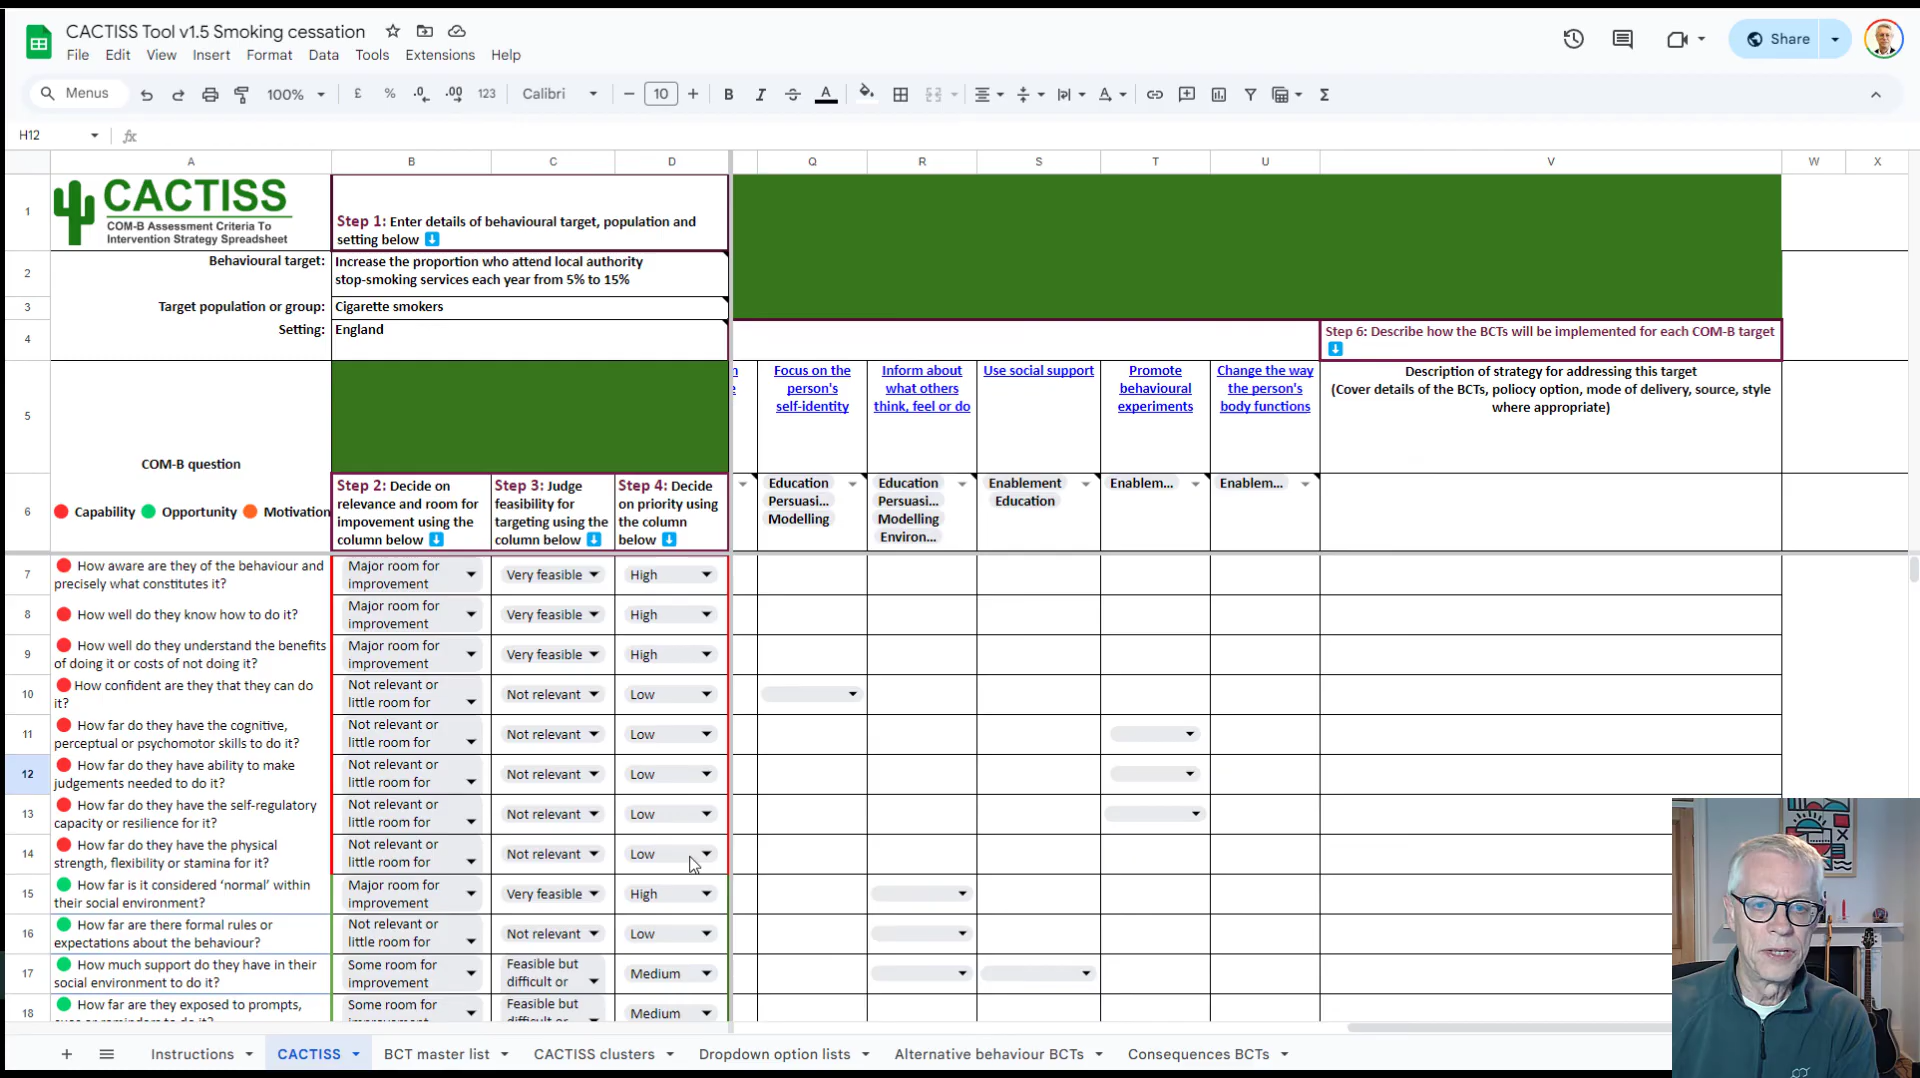 CACTISS Tool v1.5 Smoking cessation
File Edit View Insert Format Data Tools Extensions Help
Share
Menus
100%
£ % .0 .00 123
Calibri
10
H12
A B C D Q R S T U V W X
1
CACTISS
COM-B Assessment Criteria To
Intervention Strategy Spreadsheet
Step 1: Enter details of behavioural target, population and
setting below
2
Behavioural target:
Increase the proportion who attend local authority
stop-smoking services each year from 5% to 15%
3
Target population or group:
Cigarette smokers
4
Setting:
England
Step 6: Describe how the BCTs will be implemented for each COM-B target
5
COM-B question
Focus on the
person's
self-identity
Inform about
what others
think, feel or do
Use social support
Promote
behavioural
experiments
Change the way
the person's
body functions
Description of strategy for addressing this target
(Cover details of the BCTs, poliocy option, mode of delivery, source, style
where appropriate)
6
Capability Opportunity Motivation
Step 2: Decide on
relevance and room for
impovement using the
column below
Step 3: Judge
feasibility for
targeting using the
column below
Step 4: Decide
on priority using
the column
below
Education
Persuasi...
Modelling
Education
Persuasi...
Modelling
Environ...
Enablement
Education
Enablem...
Enablem...
7
How aware are they of the behaviour and
precisely what constitutes it?
Major room for
improvement
Very feasible
High
8
How well do they know how to do it?
Major room for
improvement
Very feasible
High
9
How well do they understand the benefits
of doing it or costs of not doing it?
Major room for
improvement
Very feasible
High
10
How confident are they that they can do
it?
Not relevant or
little room for
Not relevant
Low
11
How far do they have the cognitive,
perceptual or psychomotor skills to do it?
Not relevant or
little room for
Not relevant
Low
12
How far do they have ability to make
judgements needed to do it?
Not relevant or
little room for
Not relevant
Low
13
How far do they have the self-regulatory
capacity or resilience for it?
Not relevant or
little room for
Not relevant
Low
14
How far do they have the physical
strength, flexibility or stamina for it?
Not relevant or
little room for
Not relevant
Low
15
How far is it considered ‘normal’ within
their social environment?
Major room for
improvement
Very feasible
High
16
How far are there formal rules or
expectations about the behaviour?
Not relevant or
little room for
Not relevant
Low
17
How much support do they have in their
social environment to do it?
Some room for
improvement
Feasible but
difficult or
Medium
18
How far are they exposed to prompts,
Some room for
Feasible but
Medium
Instructions CACTISS BCT master list CACTISS clusters Dropdown option lists Alternative behaviour BCTs Consequences BCTs